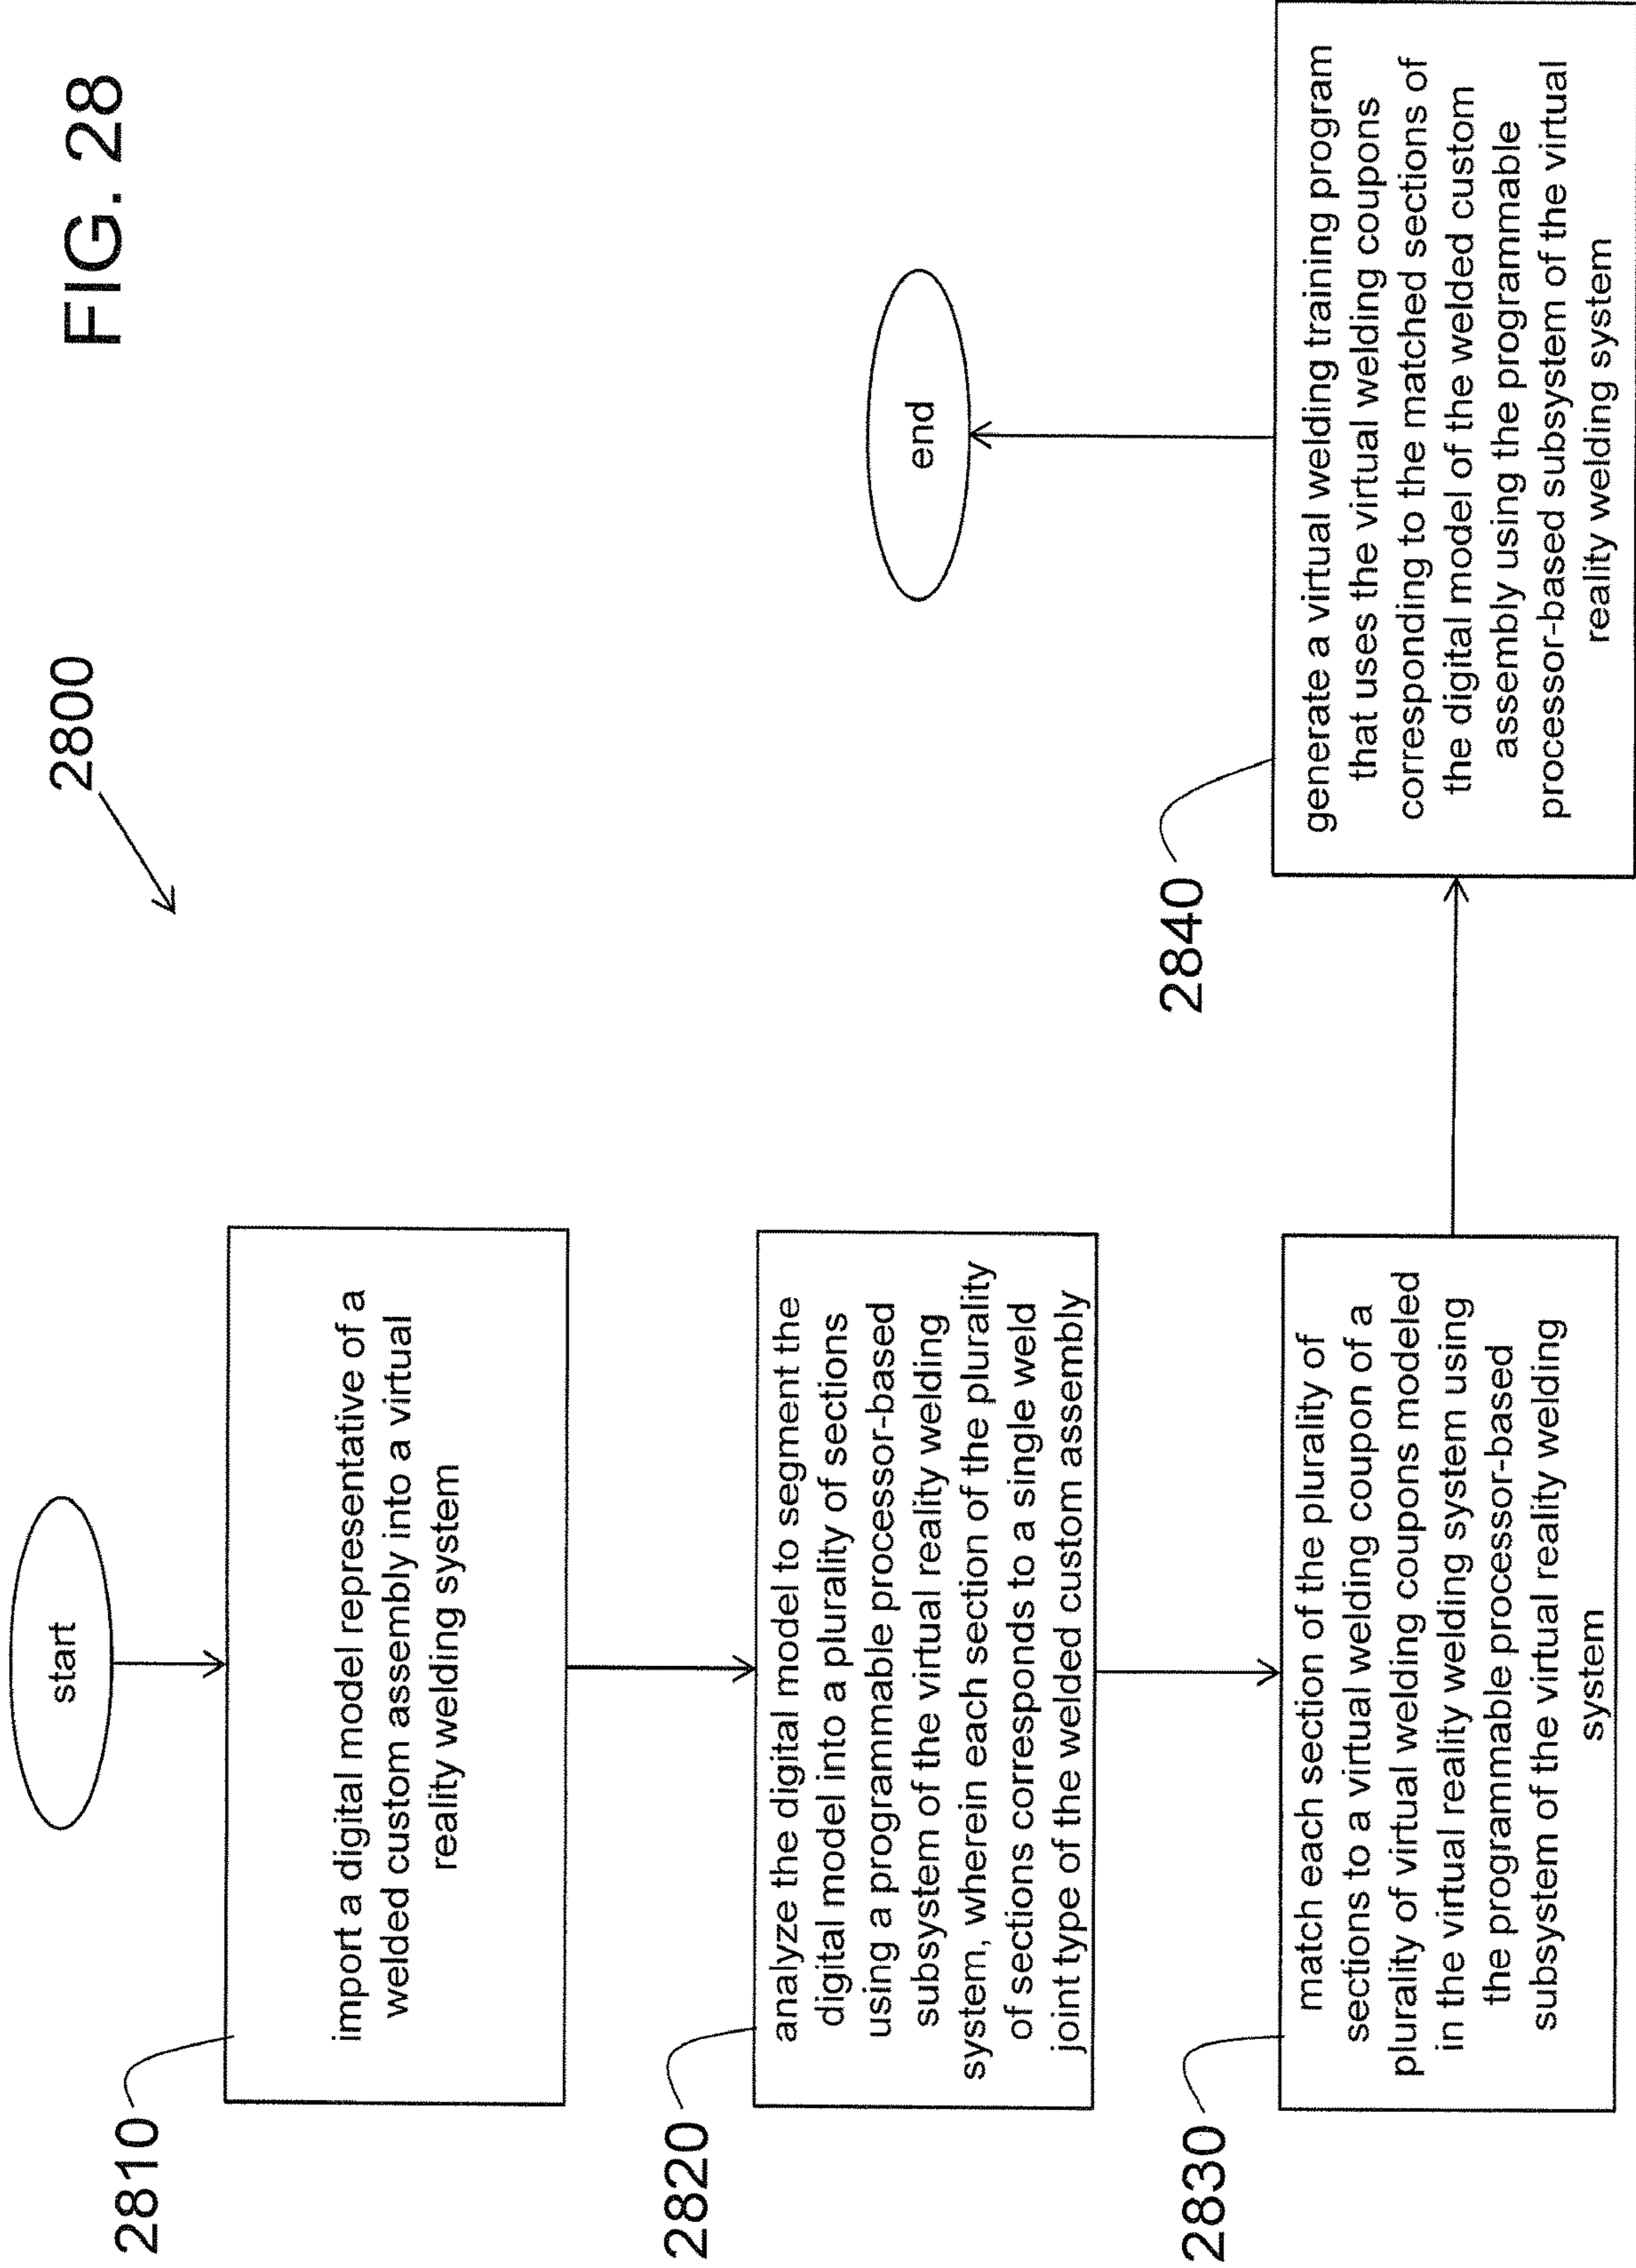 FIG. 28
2800
start
2810
import a digital model representative of a
welded custom assembly into a virtual
reality welding system
2820
analyze the digital model to segment the
digital model into a plurality of sections
using a programmable processor-based
subsystem of the virtual reality welding
system, wherein each section of the plurality
of sections corresponds to a single weld
joint type of the welded custom assembly
2830
match each section of the plurality of
sections to a virtual welding coupon of a
plurality of virtual welding coupons modeled
in the virtual reality welding system using
the programmable processor-based
subsystem of the virtual reality welding
system
2840
generate a virtual welding training program
that uses the virtual welding coupons
corresponding to the matched sections of
the digital model of the welded custom
assembly using the programmable
processor-based subsystem of the virtual
reality welding system
end